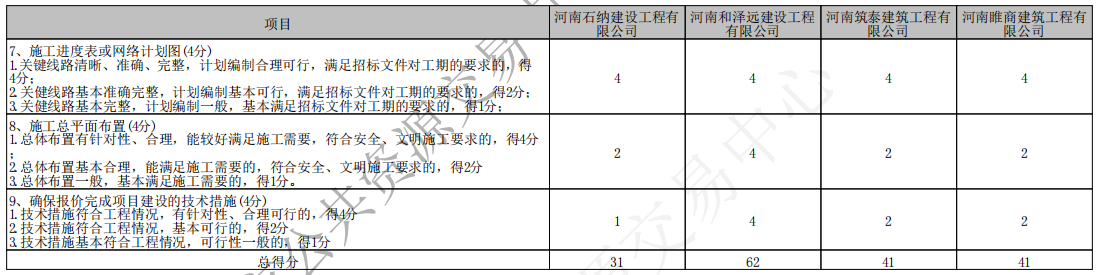 项目
河南石纳建设工程有
限公司
河南和泽远建设工程
有限公司
河南筑泰建筑工程有
限公司
河南睢商建筑工程有
限公司
7、施工进度表或网络计划图(4分)
1.关键线路清晰、准确、完整，计划编制合理可行，满足招标文件对工期的要求的，得
4分；
2.关健线路基本准确完整，计划编制基本可行，满足招标文件对工期的要求的，得2分；
3.关健线路基本完整，计划编制一般，基本满足招标文件对工期的要求的，得1分；
4
4
4
4
8、施工总平面布置(4分)
1.总体布置有针对性、合理，能较好满足施工需要，符合安全、文明施工要求的，得4分
；
2.总体布置基本合理，能满足施工需要的，符合安全、文明施工要求的，得2分
3.总体布置一般，基本满足施工需要的，得1分。
2
4
2
2
9、确保报价完成项目建设的技术措施(4分)
1.技术措施符合工程情况，有针对性、合理可行的，得4分
2.技术措施符合工程情况，基本可行的，得2分
3.技术措施基本符合工程情况，可行性一般的，得1分
1
4
2
2
总得分
31
62
41
41
公共资源交易
交易中心